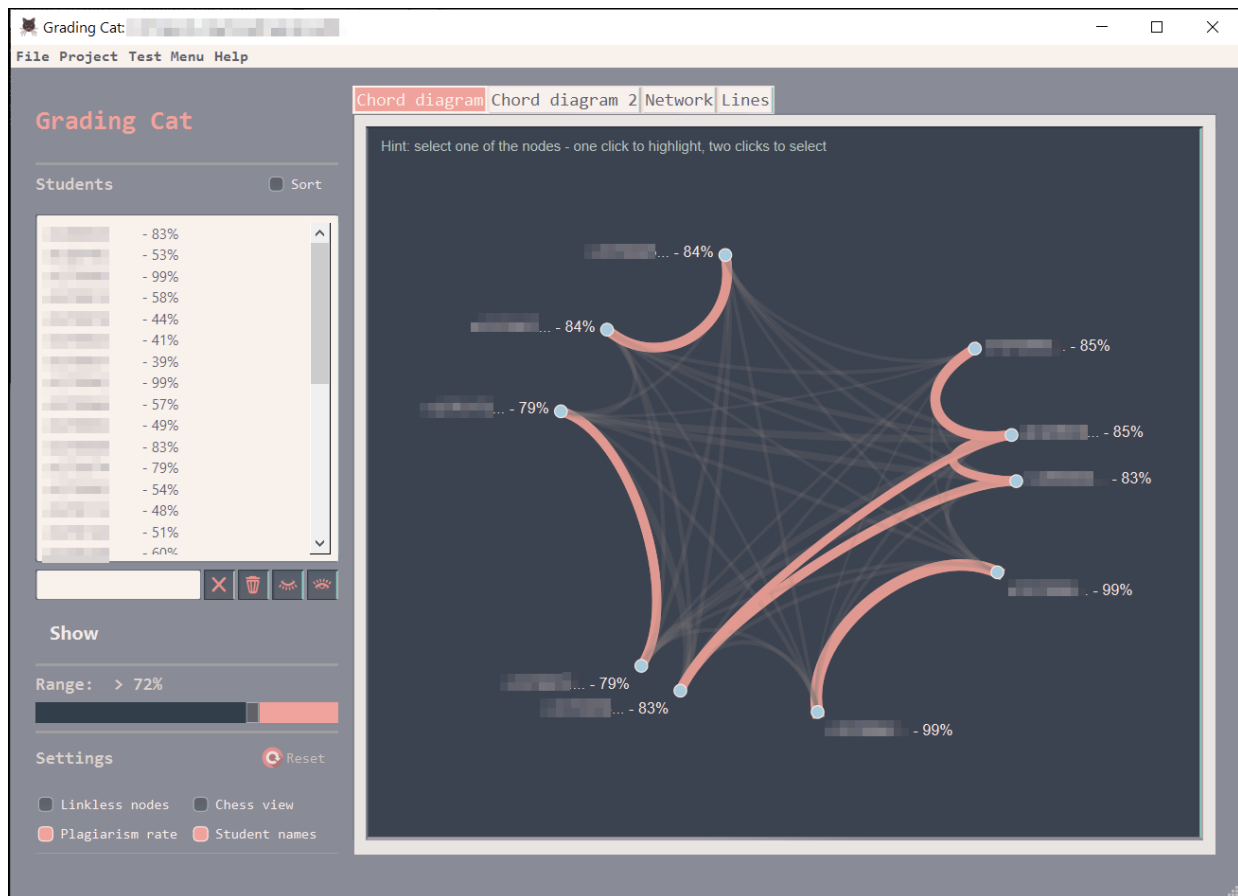 Grading Cat:
File Project Test Menu Help
Grading Cat
Students
Sort
- 83%
- 53%
- 99%
- 58%
- 44%
- 41%
- 39%
- 99%
- 57%
- 49%
- 83%
- 79%
- 54%
- 48%
- 51%
- 60%
Show
Range: > 72%
Settings
Reset
Linkless nodes
Chess view
Plagiarism rate
Student names
Chord diagram
Chord diagram 2
Network
Lines
Hint: select one of the nodes - one click to highlight, two clicks to select
... - 84%
... - 84%
. - 85%
... - 79%
... - 85%
- 83%
. - 99%
... - 79%
... - 83%
- 99%